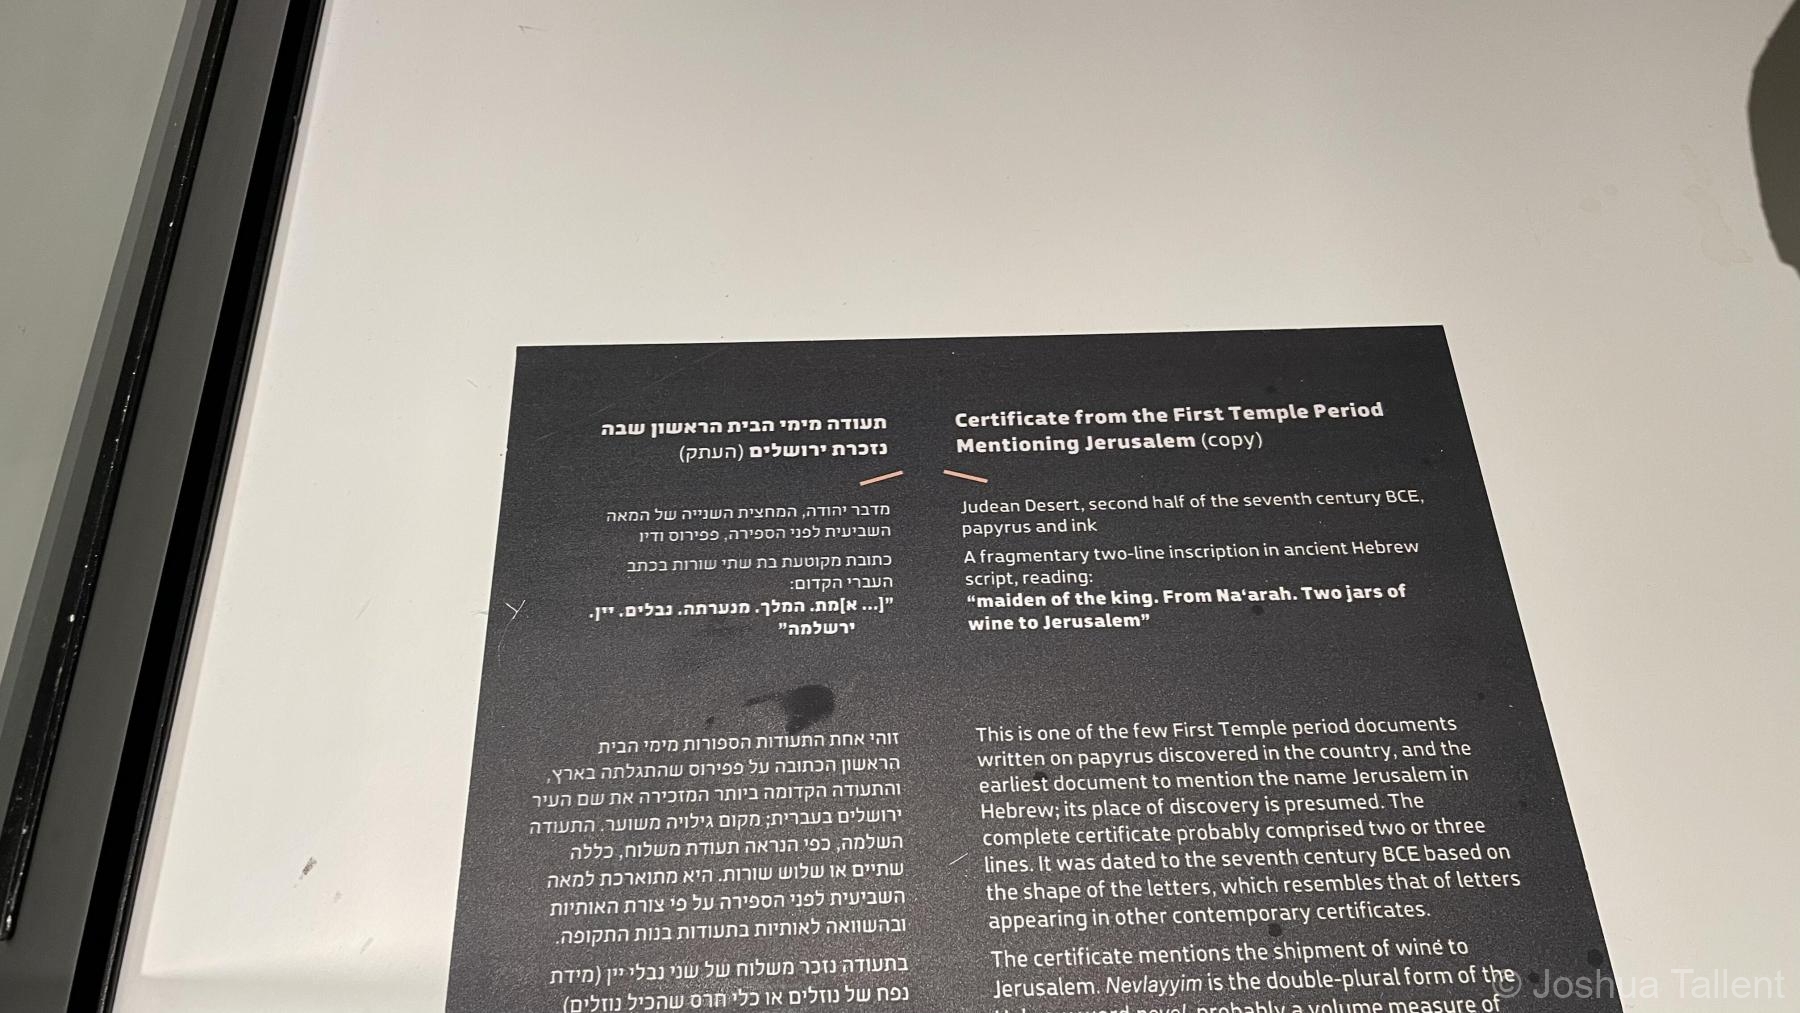 תעודה מימי הבית הראשון שבה
נזכרת ירושלים (העתק)
מדבר יהודה, המחצית השנייה של המאה
השביעית לפני הספירה, פפירוס ודיו
כתובת מקוטעת בת שתי שורות בכתב
העברי הקדום:
"[... א]מת. המלך. מנערתה. נבלים. יין.
ירשלמה"
זוהי אחת התעודות הספורות מימי הבית
הראשון הכתובה על פפירוס שהתגלתה בארץ,
והתעודה הקדומה ביותר המזכירה את שם העיר
ירושלים בעברית; מקום גילויה משוער. התעודה
השלמה, כפי הנראה תעודת משלוח, כללה
שתיים או שלוש שורות. היא מתוארכת למאה
השביעית לפני הספירה על פי צורת האותיות
ובהשוואה לאותיות בתעודות בנות התקופה.
בתעודה נזכר משלוח של שני נבלי יין (מידת
נפח של נוזלים או כלי חרס שהכיל נוזלים)
Certificate from the First Temple Period
Mentioning Jerusalem (copy)
Judean Desert, second half of the seventh century BCE,
papyrus and ink
A fragmentary two-line inscription in ancient Hebrew
script, reading:
"maiden of the king. From Na'arah. Two jars of
wine to Jerusalem"
This is one of the few First Temple period documents
written on papyrus discovered in the country, and the
earliest document to mention the name Jerusalem in
Hebrew; its place of discovery is presumed. The
complete certificate probably comprised two or three
lines. It was dated to the seventh century BCE based on
the shape of the letters, which resembles that of letters
appearing in other contemporary certificates.
The certificate mentions the shipment of wine to
Jerusalem. Nevlayyim is the double-plural form of the
probably a volume measure of
© Joshua Tallent